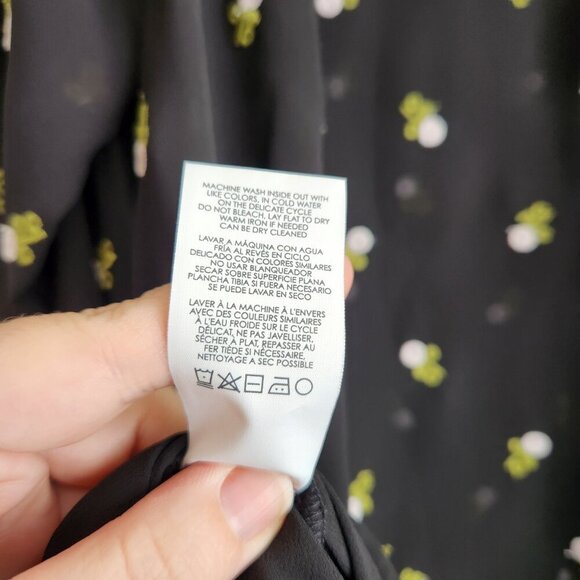 MACHINE WASH INSIDE OUT WITH
LIKE COLORS, IN COLD WATER
ON THE DELICATE CYCLE
DO NOT BLEACH, LAY FLAT TO DRY
WARM IRON IF NEEDED
CAN BE DRY CLEANED
LAVAR A MÁQUINA CON AGUA
FRÍA AL REVÉS EN CICLO
DELICADO CON COLORES SIMILARES
NO USAR BLANQUEADOR
SECAR SOBRE SUPERFICIE PLANA
PLANCHA TIBIA SI FUERA NECESARIO
SE PUEDE LAVAR EN SECO
LAVER À LA MACHINE À L'ENVERS
AVEC DES COULEURS SIMILAIRES
À L'EAU FROIDE SUR LE CYCLE
DÉLICAT, NE PAS JAVELLISER,
SÉCHER À PLAT, REPASSER AU
FER TIÈDE SI NÉCESSAIRE.
NETTOYAGE A SEC POSSIBLE